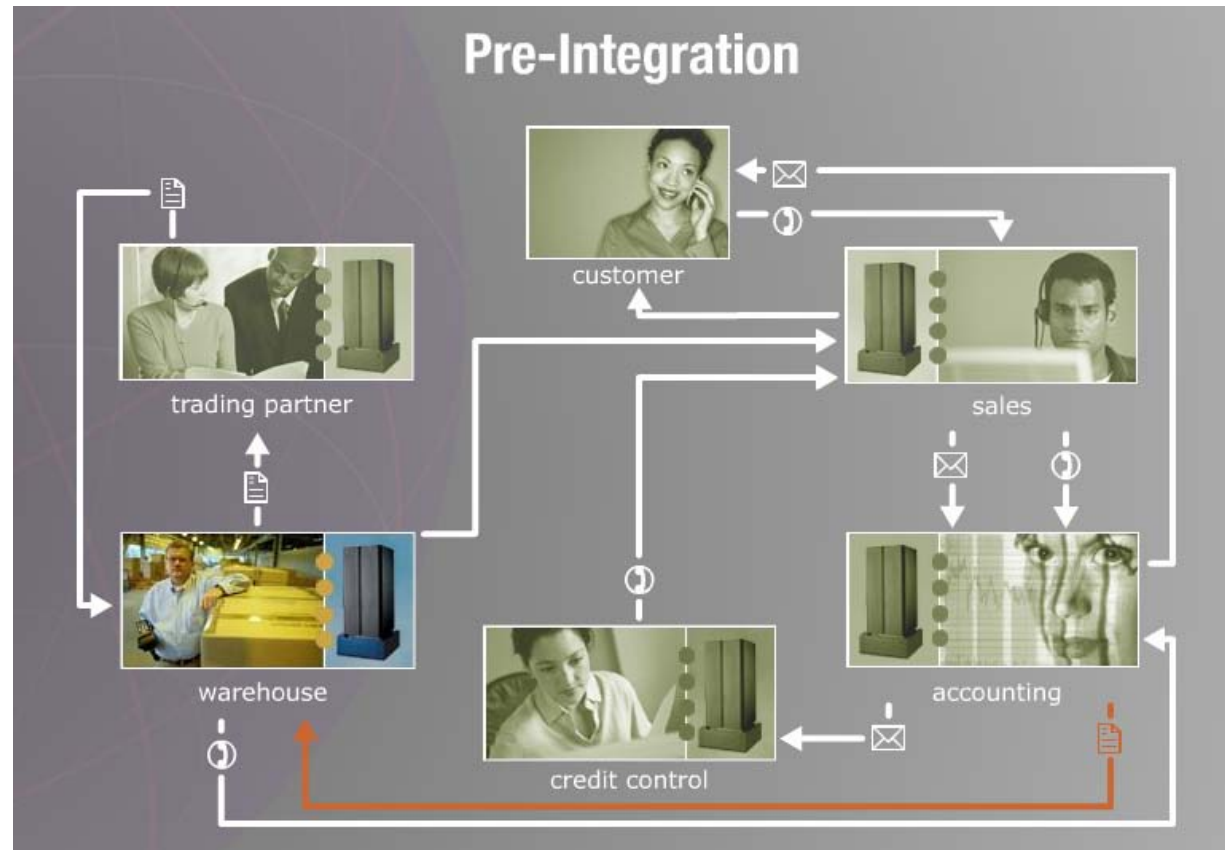 Pre-Integration
customer
trading partner
sales
warehouse
accounting
credit control